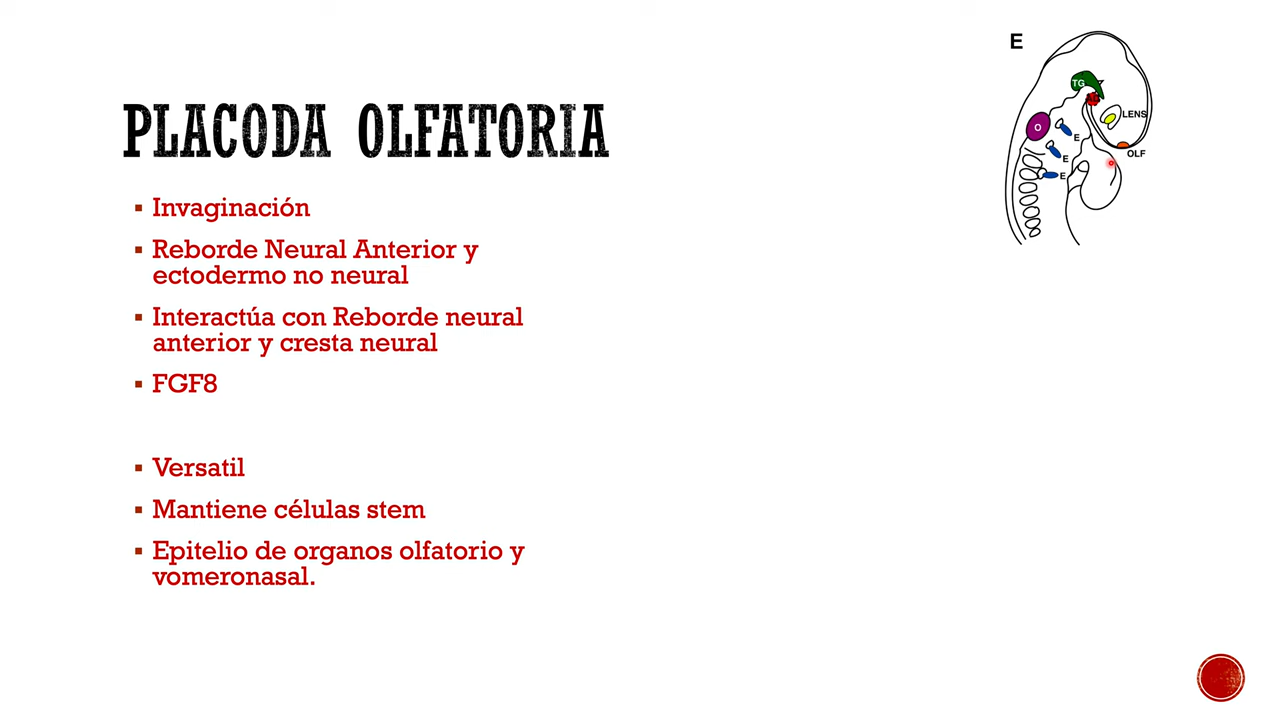 PLACODA OLFATORIA
▪ Invaginación
▪ Reborde Neural Anterior y
ectodermo no neural
▪ Interactúa con Reborde neural
anterior y cresta neural
▪ FGF8
▪ Versatil
▪ Mantiene células stem
▪ Epitelio de organos olfatorio y
vomeronasal.
E
TG
LENS
O
E
OLF
E
E